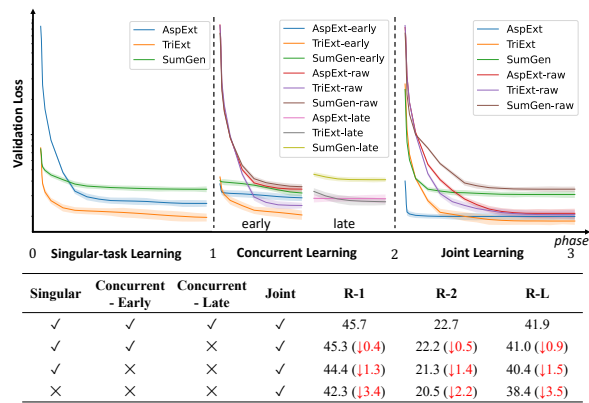 AspExt
TriExt
SumGen
AspExt-early
TriExt-early
SumGen-early
AspExt-raw
TriExt-raw
SumGen-raw
AspExt-late
TriExt-late
SumGen-late
AspExt
TriExt
SumGen
AspExt-raw
TriExt-raw
SumGen-raw
Validation Loss
early late
phase
0 Singular-task Learning 1 Concurrent Learning 2 Joint Learning 3
Singular Concurrent - Early Concurrent - Late Joint R-1 R-2 R-L
✓ ✓ ✓ ✓ 45.7 22.7 41.9
✓ ✓ ✕ ✓ 45.3 (↓0.4) 22.2 (↓0.5) 41.0 (↓0.9)
✓ ✕ ✕ ✓ 44.4 (↓1.3) 21.3 (↓1.4) 40.4 (↓1.5)
✕ ✕ ✕ ✓ 42.3 (↓3.4) 20.5 (↓2.2) 38.4 (↓3.5)